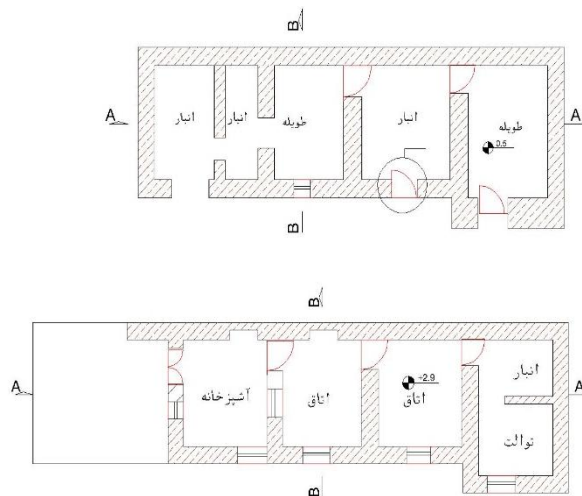 B
A
انبار
انبار
طویله
انبار
طویله
0.5
A
B
B
A
آشپزخانه
اتاق
اتاق
+2.9
انبار
توالت
A
B